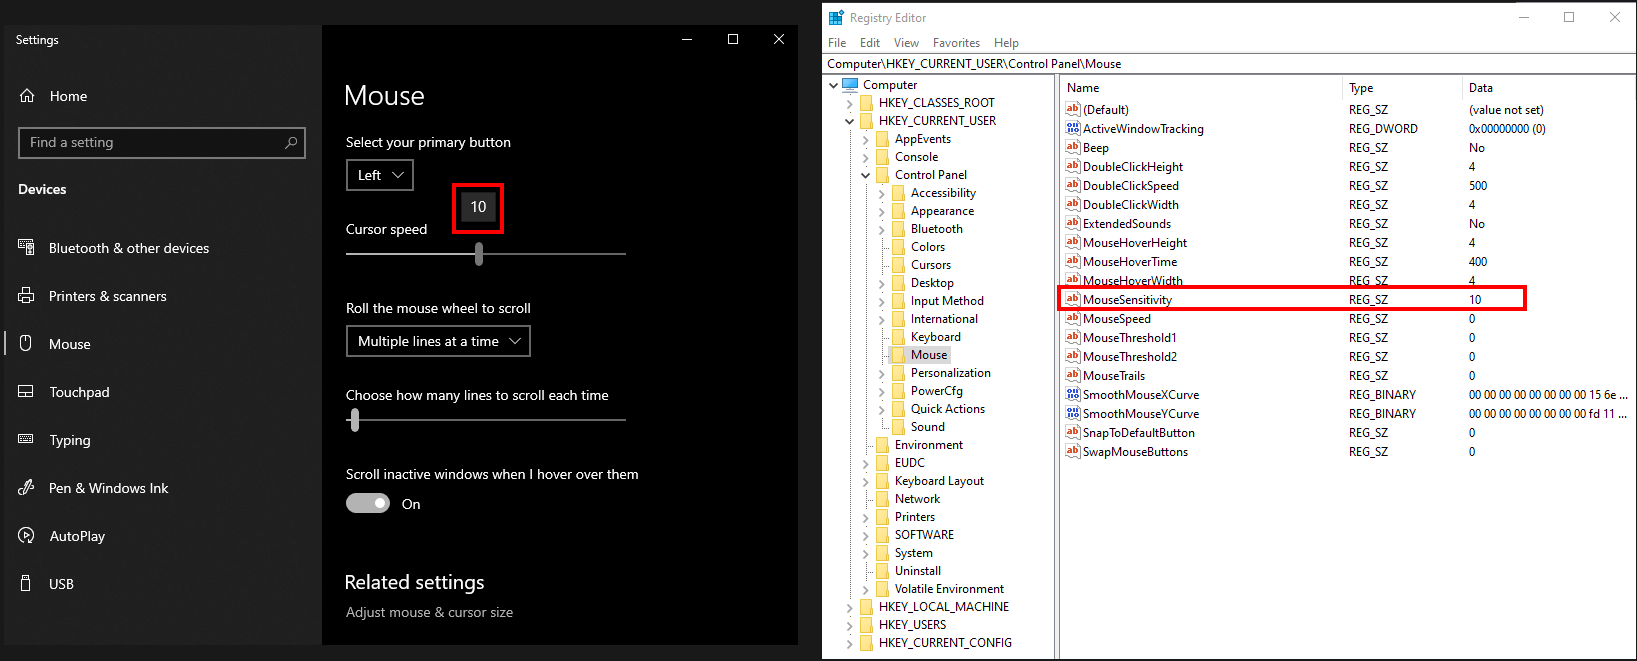 Settings
Home
Find a setting
Devices
Bluetooth & other devices
Printers & scanners
Mouse
Touchpad
Typing
Pen & Windows Ink
AutoPlay
USB
Mouse
Select your primary button
Left
10
Cursor speed
Roll the mouse wheel to scroll
Multiple lines at a time
Choose how many lines to scroll each time
Scroll inactive windows when I hover over them
On
Related settings
Adjust mouse & cursor size
Registry Editor
File Edit View Favorites Help
Computer\HKEY_CURRENT_USER\Control Panel\Mouse
Computer
HKEY_CLASSES_ROOT
HKEY_CURRENT_USER
AppEvents
Console
Control Panel
Accessibility
Appearance
Bluetooth
Colors
Cursors
Desktop
Input Method
International
Keyboard
Mouse
Personalization
PowerCfg
Quick Actions
Sound
Environment
EUDC
Keyboard Layout
Network
Printers
SOFTWARE
System
Uninstall
Volatile Environment
HKEY_LOCAL_MACHINE
HKEY_USERS
HKEY_CURRENT_CONFIG
Name Type Data
(Default) REG_SZ (value not set)
ActiveWindowTracking REG_DWORD 0x00000000 (0)
Beep REG_SZ No
DoubleClickHeight REG_SZ 4
DoubleClickSpeed REG_SZ 500
DoubleClickWidth REG_SZ 4
ExtendedSounds REG_SZ No
MouseHoverHeight REG_SZ 4
MouseHoverTime REG_SZ 400
MouseHoverWidth REG_SZ 4
MouseSensitivity REG_SZ 10
MouseSpeed REG_SZ 0
MouseThreshold1 REG_SZ 0
MouseThreshold2 REG_SZ 0
MouseTrails REG_SZ 0
SmoothMouseXCurve REG_BINARY 00 00 00 00 00 00 00 00 15 6e ...
SmoothMouseYCurve REG_BINARY 00 00 00 00 00 00 00 00 fd 11 ...
SnapToDefaultButton REG_SZ 0
SwapMouseButtons REG_SZ 0